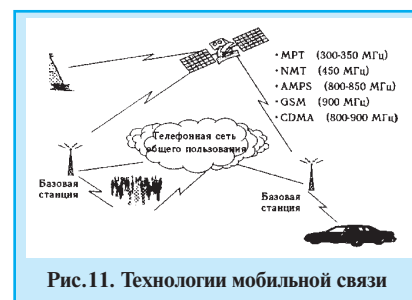 · MPT (300-350 МГц)
· NMT (450 МГц)
· AMPS (800-850 МГц)
· GSM (900 МГц)
· CDMA (800-900 МГц)
Телефонная сеть
общего пользования
Базовая
станция
Базовая
станция
Рис.11. Технологии мобильной связи